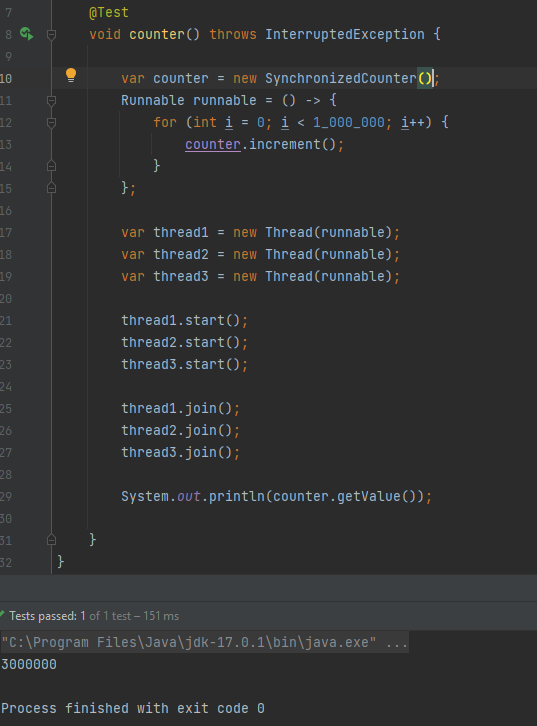 7 @Test
8 void counter() throws InterruptedException {
9
10 var counter = new SynchronizedCounter();
11 Runnable runnable = () -> {
12 for (int i = 0; i < 1_000_000; i++) {
13 counter.increment();
14 }
15 };
16
17 var thread1 = new Thread(runnable);
18 var thread2 = new Thread(runnable);
19 var thread3 = new Thread(runnable);
20
21 thread1.start();
22 thread2.start();
23 thread3.start();
24
25 thread1.join();
26 thread2.join();
27 thread3.join();
28
29 System.out.println(counter.getValue());
30
31 }
32 }
Tests passed: 1 of 1 test – 151 ms
"C:\Program Files\Java\jdk-17.0.1\bin\java.exe" ...
3000000
Process finished with exit code 0